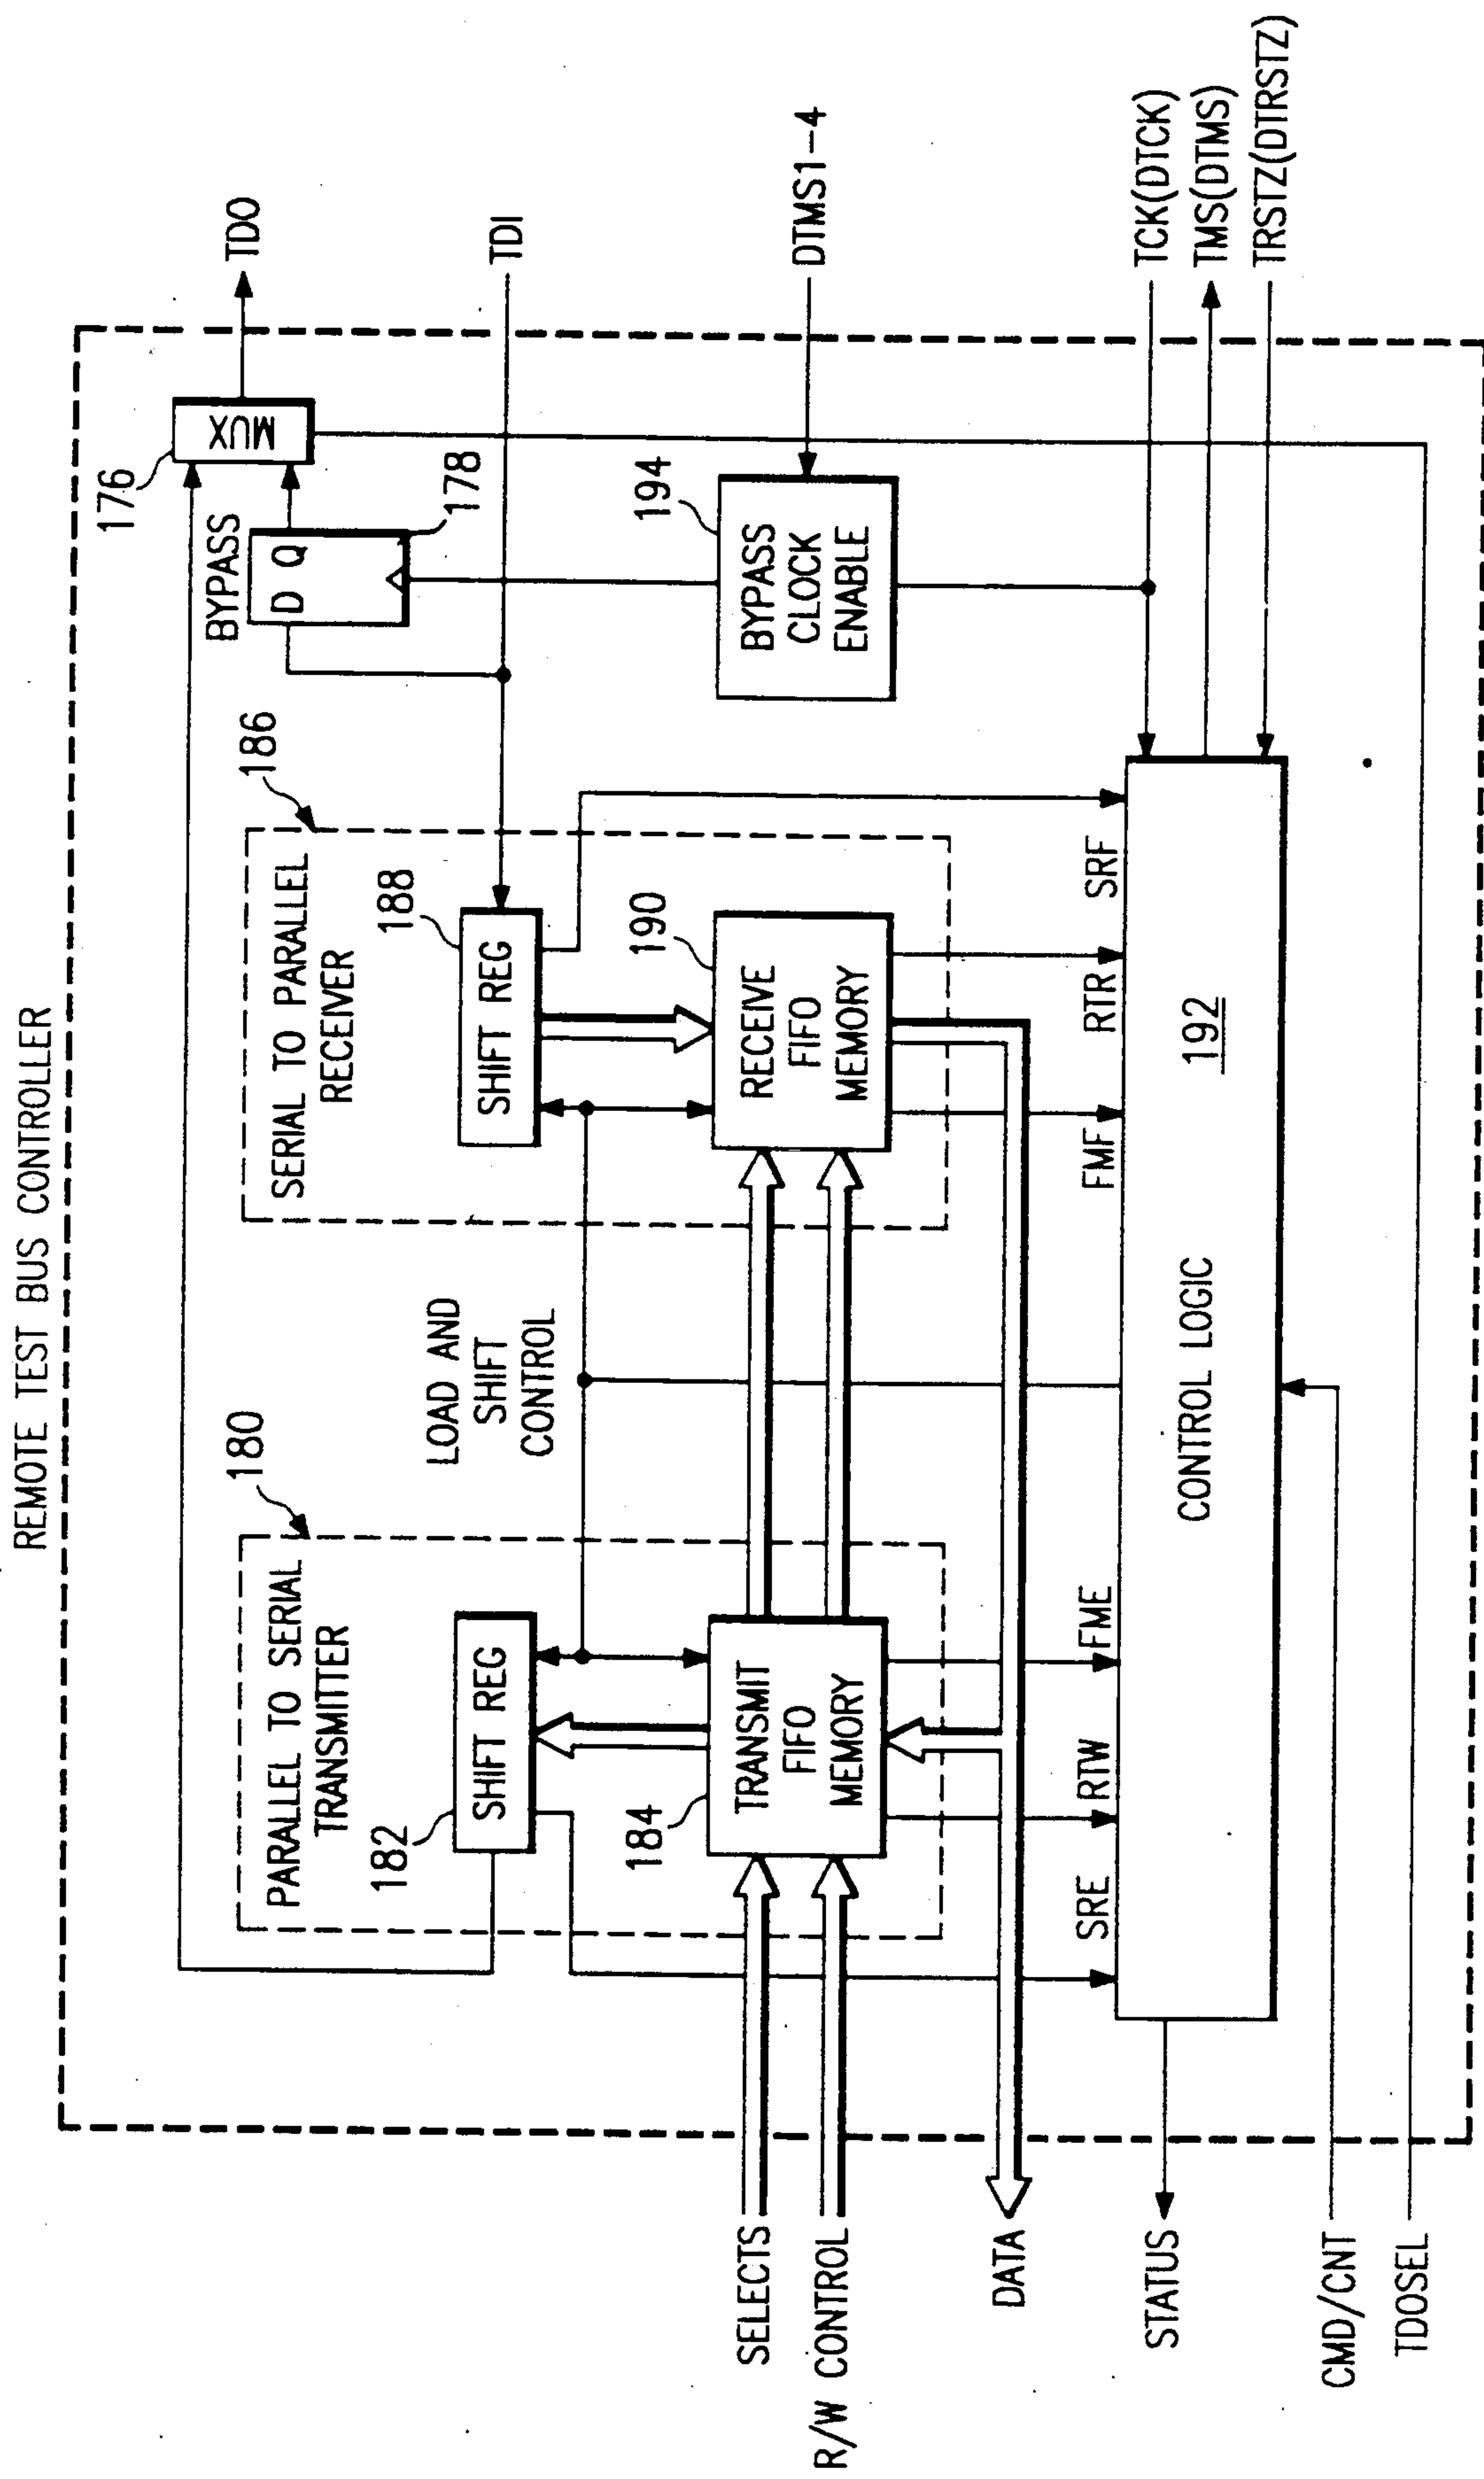 REMOTE TEST BUS CONTROLLER
176
MUX
TDO
BYPASS
D Q
178
TDI
180
PARALLEL TO SERIAL
TRANSMITTER
182
SHIFT REG
184
TRANSMIT
FIFO
MEMORY
LOAD AND
SHIFT
CONTROL
186
SERIAL TO PARALLEL
RECEIVER
188
SHIFT REG
190
RECEIVE
FIFO
MEMORY
194
BYPASS
CLOCK
ENABLE
DTMS1-4
SELECTS
R/W CONTROL
DATA
SRE
RTW
FME
FMF
RTR
SRF
CONTROL LOGIC
192
TCK(DTCK)
TMS(DTMS)
TRSTZ(DTRSTZ)
STATUS
CMD/CNT
TDOSEL